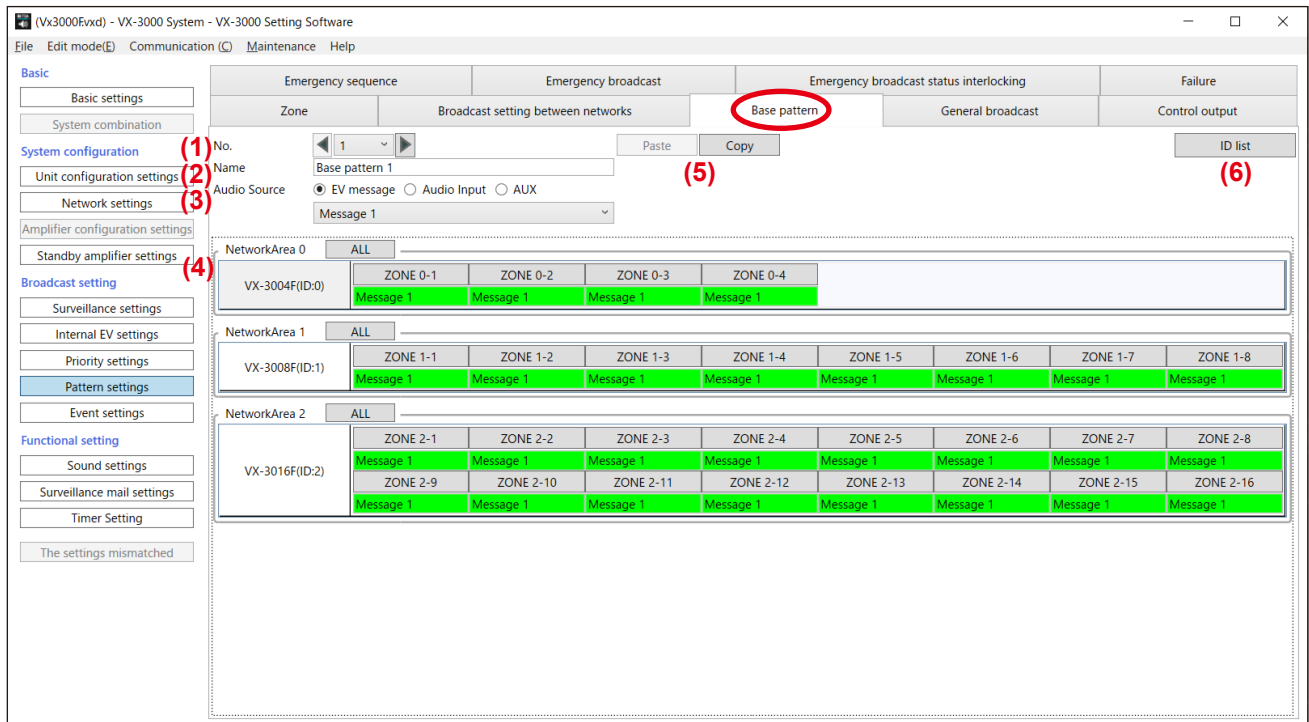 (Vx3000F.vxd) - VX-3000 System - VX-3000 Setting Software
File Edit mode(E) Communication (C) Maintenance Help
Basic
Basic settings
System combination
System configuration
Unit configuration settings
Network settings
Amplifier configuration settings
Standby amplifier settings
Broadcast setting
Surveillance settings
Internal EV settings
Priority settings
Pattern settings
Event settings
Functional setting
Sound settings
Surveillance mail settings
Timer Setting
The settings mismatched
Emergency sequence Emergency broadcast Emergency broadcast status interlocking Failure
Zone Broadcast setting between networks Base pattern General broadcast Control output
(1) No. 1 Paste Copy ID list
(2) Name Base pattern 1 (5) (6)
(3) Audio Source EV message Audio Input AUX
Message 1
(4)
NetworkArea 0 ALL
VX-3004F(ID:0)
ZONE 0-1 ZONE 0-2 ZONE 0-3 ZONE 0-4
Message 1 Message 1 Message 1 Message 1
NetworkArea 1 ALL
VX-3008F(ID:1)
ZONE 1-1 ZONE 1-2 ZONE 1-3 ZONE 1-4 ZONE 1-5 ZONE 1-6 ZONE 1-7 ZONE 1-8
Message 1 Message 1 Message 1 Message 1 Message 1 Message 1 Message 1 Message 1
NetworkArea 2 ALL
VX-3016F(ID:2)
ZONE 2-1 ZONE 2-2 ZONE 2-3 ZONE 2-4 ZONE 2-5 ZONE 2-6 ZONE 2-7 ZONE 2-8
Message 1 Message 1 Message 1 Message 1 Message 1 Message 1 Message 1 Message 1
ZONE 2-9 ZONE 2-10 ZONE 2-11 ZONE 2-12 ZONE 2-13 ZONE 2-14 ZONE 2-15 ZONE 2-16
Message 1 Message 1 Message 1 Message 1 Message 1 Message 1 Message 1 Message 1